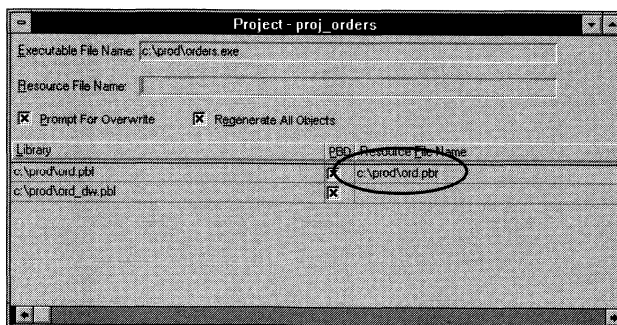 Project - proj_orders
Executable File Name: c:\prod\orders.exe
Resource File Name:
Prompt For Overwrite Regenerate All Objects
Library PBD Resource File Name
c:\prod\ord.pbl c:\prod\ord.pbr
c:\prod\ord_dw.pbl